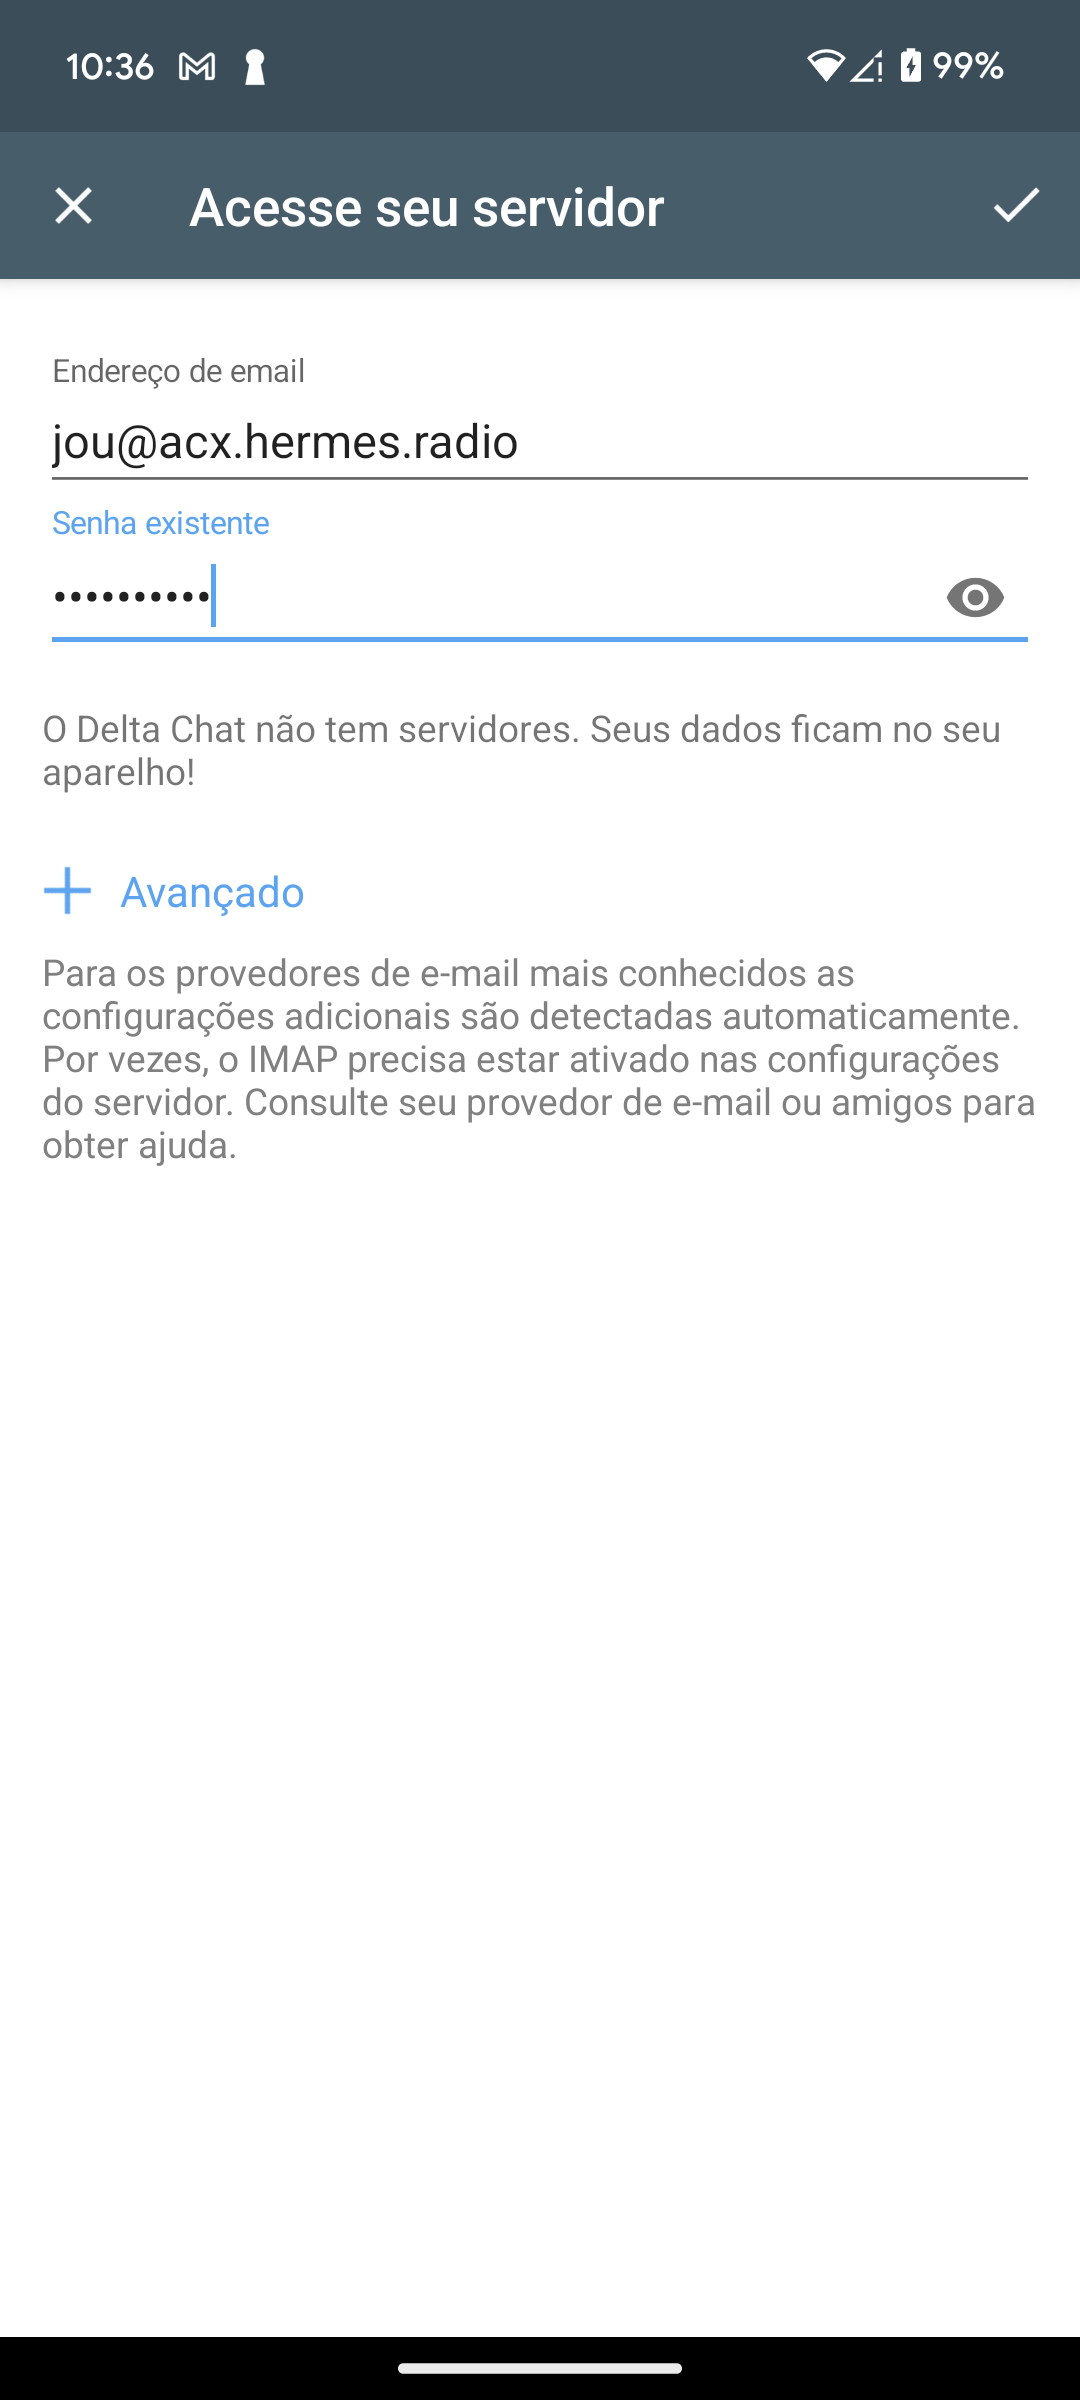 10:36
99%
Acesse seu servidor
Endereço de email
jou@acx.hermes.radio
Senha existente
••••••••••
O Delta Chat não tem servidores. Seus dados ficam no seu
aparelho!
Avançado
Para os provedores de e-mail mais conhecidos as
configurações adicionais são detectadas automaticamente.
Por vezes, o IMAP precisa estar ativado nas configurações
do servidor. Consulte seu provedor de e-mail ou amigos para
obter ajuda.